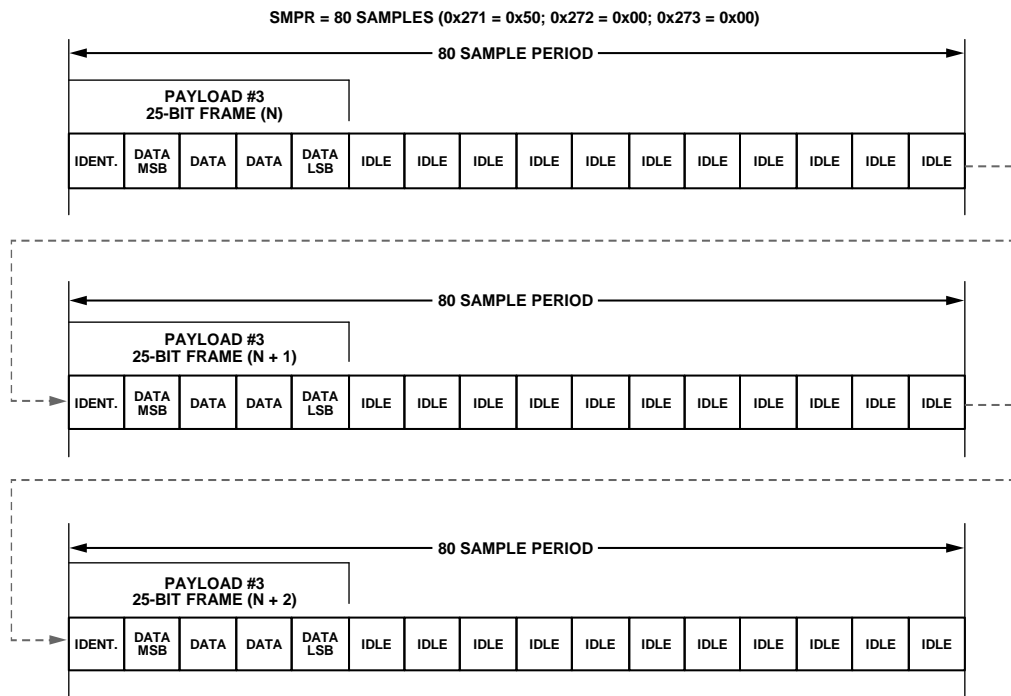 SMPR = 80 SAMPLES (0x271 = 0x50; 0x272 = 0x00; 0x273 = 0x00)
80 SAMPLE PERIOD
PAYLOAD #3
25-BIT FRAME (N)
IDENT. DATA MSB DATA DATA DATA LSB IDLE IDLE IDLE IDLE IDLE IDLE IDLE IDLE IDLE IDLE IDLE
80 SAMPLE PERIOD
PAYLOAD #3
25-BIT FRAME (N + 1)
IDENT. DATA MSB DATA DATA DATA LSB IDLE IDLE IDLE IDLE IDLE IDLE IDLE IDLE IDLE IDLE IDLE
80 SAMPLE PERIOD
PAYLOAD #3
25-BIT FRAME (N + 2)
IDENT. DATA MSB DATA DATA DATA LSB IDLE IDLE IDLE IDLE IDLE IDLE IDLE IDLE IDLE IDLE IDLE